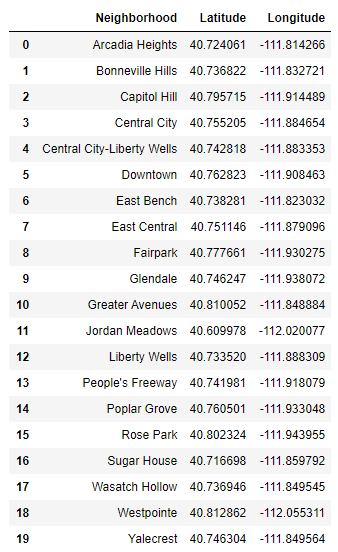 Neighborhood Latitude Longitude
0 Arcadia Heights 40.724061 -111.814266
1 Bonneville Hills 40.736822 -111.832721
2 Capitol Hill 40.795715 -111.914489
3 Central City 40.755205 -111.884654
4 Central City-Liberty Wells 40.742818 -111.883353
5 Downtown 40.762823 -111.908463
6 East Bench 40.738281 -111.823032
7 East Central 40.751146 -111.879096
8 Fairpark 40.777661 -111.930275
9 Glendale 40.746247 -111.938072
10 Greater Avenues 40.810052 -111.848884
11 Jordan Meadows 40.609978 -112.020077
12 Liberty Wells 40.733520 -111.888309
13 People's Freeway 40.741981 -111.918079
14 Poplar Grove 40.760501 -111.933048
15 Rose Park 40.802324 -111.943955
16 Sugar House 40.716698 -111.859792
17 Wasatch Hollow 40.736946 -111.849545
18 Westpointe 40.812862 -112.055311
19 Yalecrest 40.746304 -111.849564